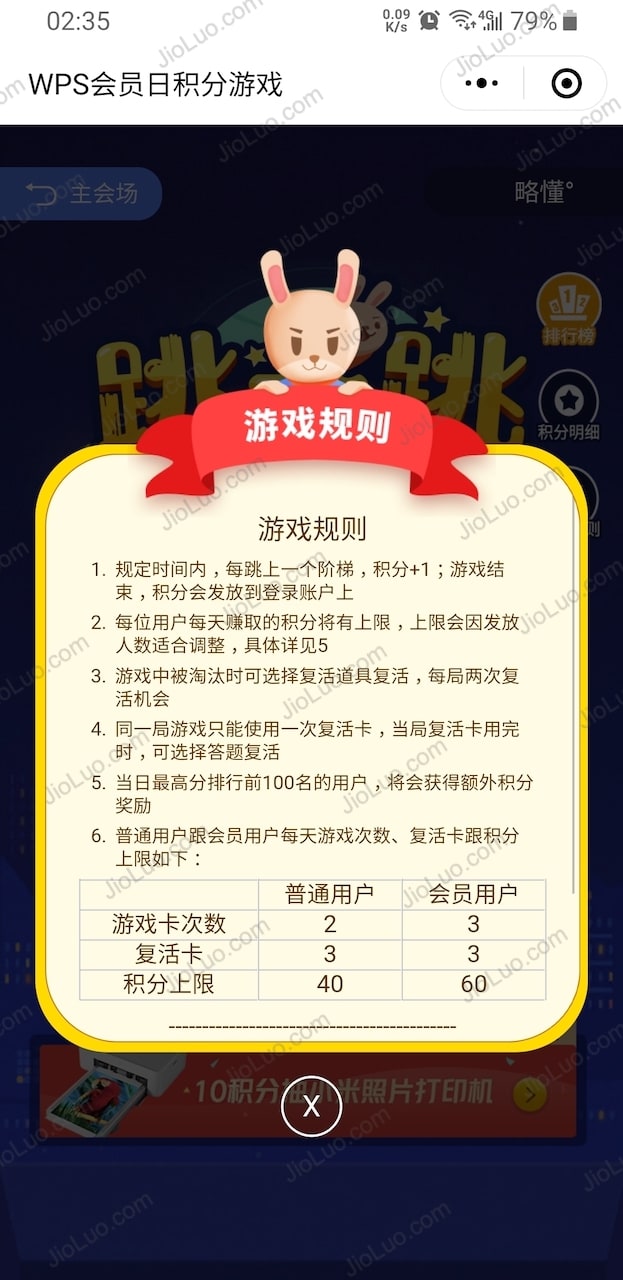 02:35
0.09 K/s 4G 79%
WPS会员日积分游戏
主会场
略懂°
跳一跳
排行榜
积分明细
则
游戏规则
游戏规则
1. 规定时间内，每跳上一个阶梯，积分+1；游戏结
束，积分会发放到登录账户上
2. 每位用户每天赚取的积分将有上限，上限会因发放
人数适合调整，具体详见5
3. 游戏中被淘汰时可选择复活道具复活，每局两次复
活机会
4. 同一局游戏只能使用一次复活卡，当局复活卡用完
时，可选择答题复活
5. 当日最高分排行前100名的用户，将会获得额外积分
奖励
6. 普通用户跟会员用户每天游戏次数、复活卡跟积分
上限如下：
普通用户 会员用户
游戏卡次数 2 3
复活卡 3 3
积分上限 40 60
-------------------------------------------
10积分抽小米照片打印机
X
JioLuo.com